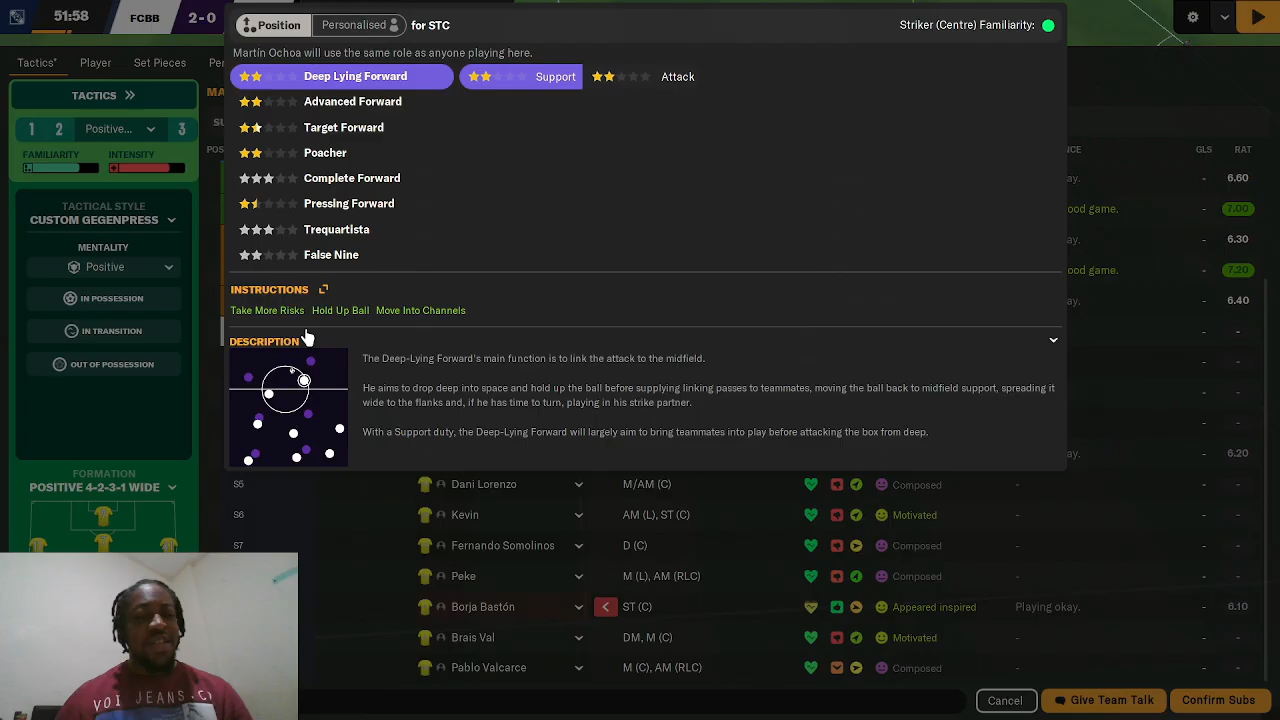 51:58 FCBB 2-0
Position Personalised for STC Striker (Centre) Familiarity:
Martín Ochoa will use the same role as anyone playing here.
Tactics* Player Set Pieces
Deep Lying Forward Support Attack
TACTICS
Advanced Forward
1 2 Positive... 3
Target Forward
FAMILIARITY INTENSITY
Poacher
Complete Forward
Pressing Forward
Trequartista
False Nine
GLS RAT
- 6.60
- 7.00
- 6.30
- 7.20
- 6.40
TACTICAL STYLE
CUSTOM GEGENPRESS
MENTALITY
Positive
IN POSSESSION
IN TRANSITION
OUT OF POSSESSION
INSTRUCTIONS
Take More Risks Hold Up Ball Move Into Channels
DESCRIPTION
The Deep-Lying Forward's main function is to link the attack to the midfield.
He aims to drop deep into space and hold up the ball before supplying linking passes to teammates, moving the ball back to midfield support, spreading it
wide to the flanks and, if he has time to turn, playing in his strike partner.
With a Support duty, the Deep-Lying Forward will largely aim to bring teammates into play before attacking the box from deep.
- 6.20
FORMATION
POSITIVE 4-2-3-1 WIDE
S5 Dani Lorenzo M/AM (C) Composed - - -
S6 Kevin AM (L), ST (C) Motivated - - -
S7 Fernando Somolinos D (C) Composed - - -
Peke M (L), AM (RLC) Composed - - -
Borja Bastón ST (C) Appeared inspired Playing okay. - 6.10
Brais Val DM, M (C) Motivated - - -
Pablo Valcarce M (C), AM (RLC) Composed - - -
VOI JEANS.C
Cancel Give Team Talk Confirm Subs